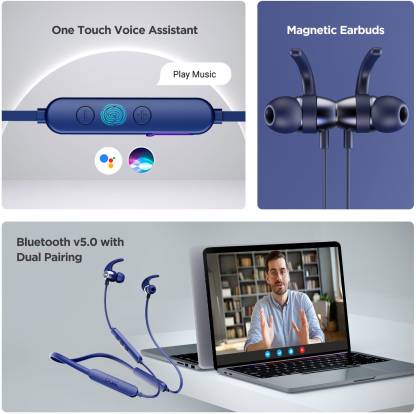 One Touch Voice Assistant
Play Music
Magnetic Earbuds
Bluetooth v5.0 with
Dual Pairing